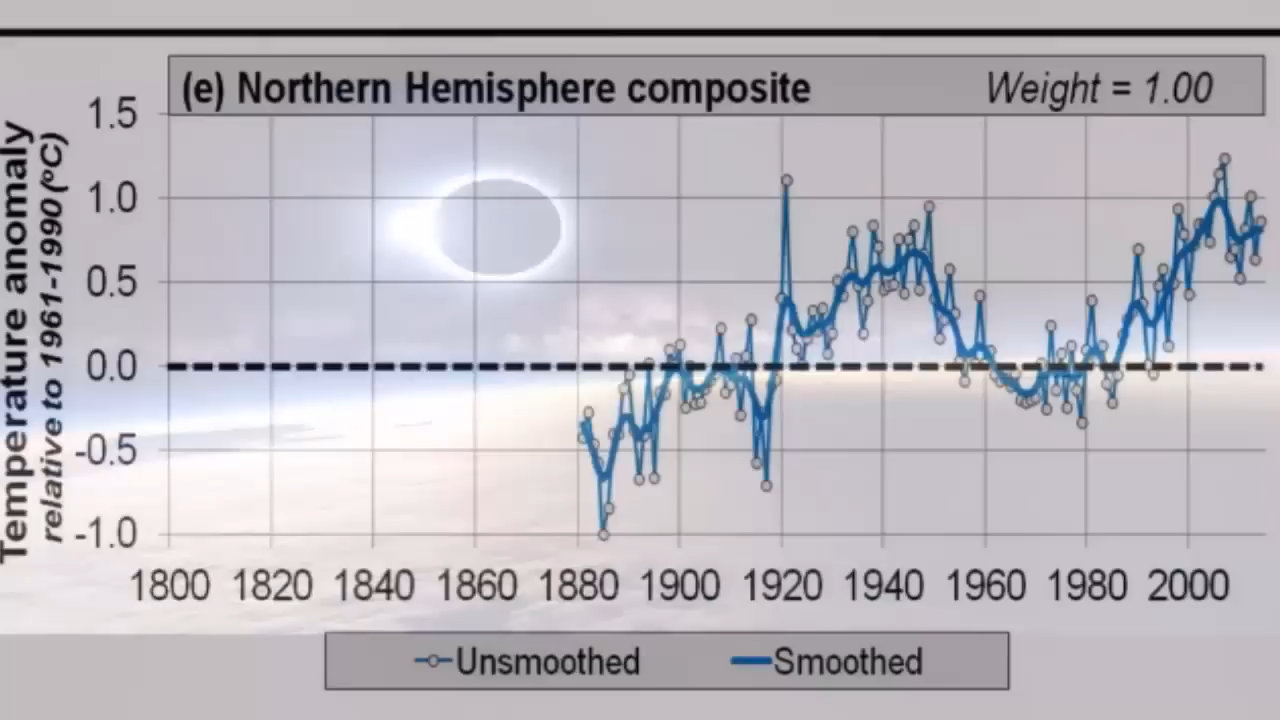 (e) Northern Hemisphere composite
Weight = 1.00
Temperature anomaly
relative to 1961-1990 (ºC)
1.5
1.0
0.5
0.0
-0.5
-1.0
1800 1820 1840 1860 1880 1900 1920 1940 1960 1980 2000
Unsmoothed Smoothed